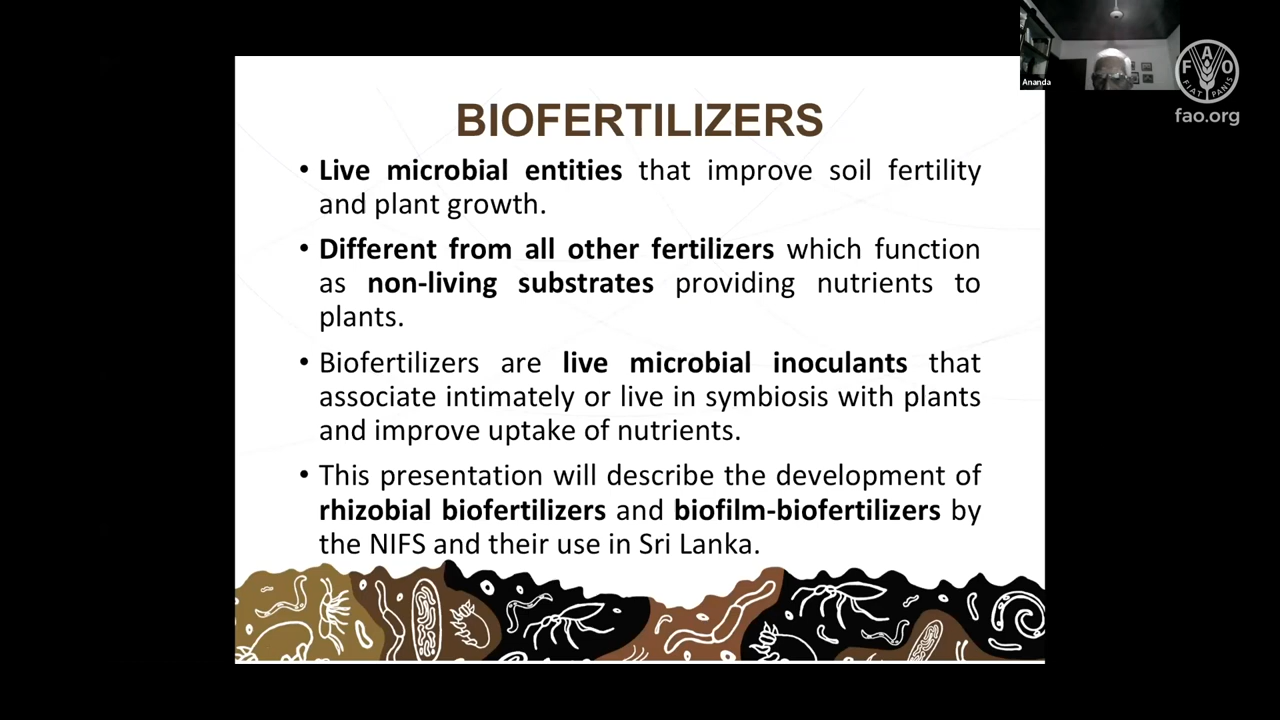 BIOFERTILIZERS
• Live microbial entities that improve soil fertility
and plant growth.
• Different from all other fertilizers which function
as non-living substrates providing nutrients to
plants.
• Biofertilizers are live microbial inoculants that
associate intimately or live in symbiosis with plants
and improve uptake of nutrients.
• This presentation will describe the development of
rhizobial biofertilizers and biofilm-biofertilizers by
the NIFS and their use in Sri Lanka.
Ananda
F A O
FIAT PANIS
fao.org